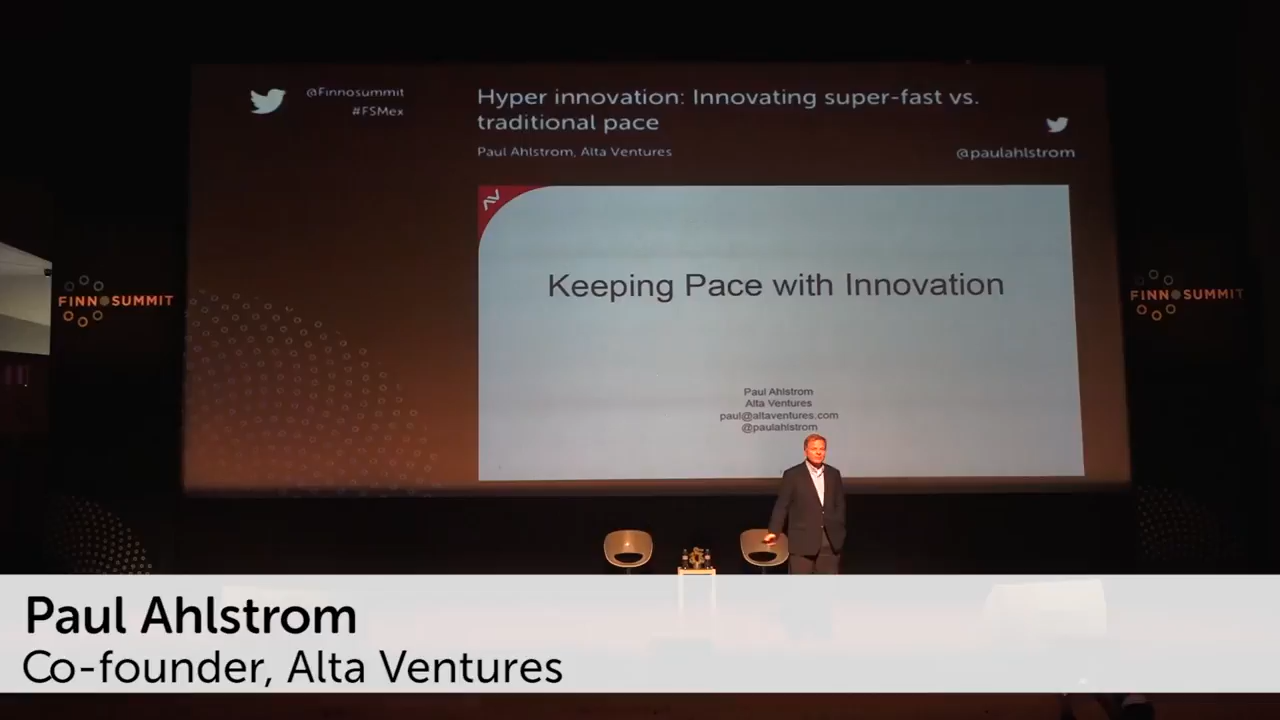 @Finnosummit
#FSMex
Hyper innovation: Innovating super-fast vs.
traditional pace
Paul Ahlstrom, Alta Ventures
@paulahlstrom
Keeping Pace with Innovation
Paul Ahlstrom
Alta Ventures
paul@altaventures.com
@paulahlstrom
FINNOSUMMIT
FINNOSUMMIT
Paul Ahlstrom
Co-founder, Alta Ventures